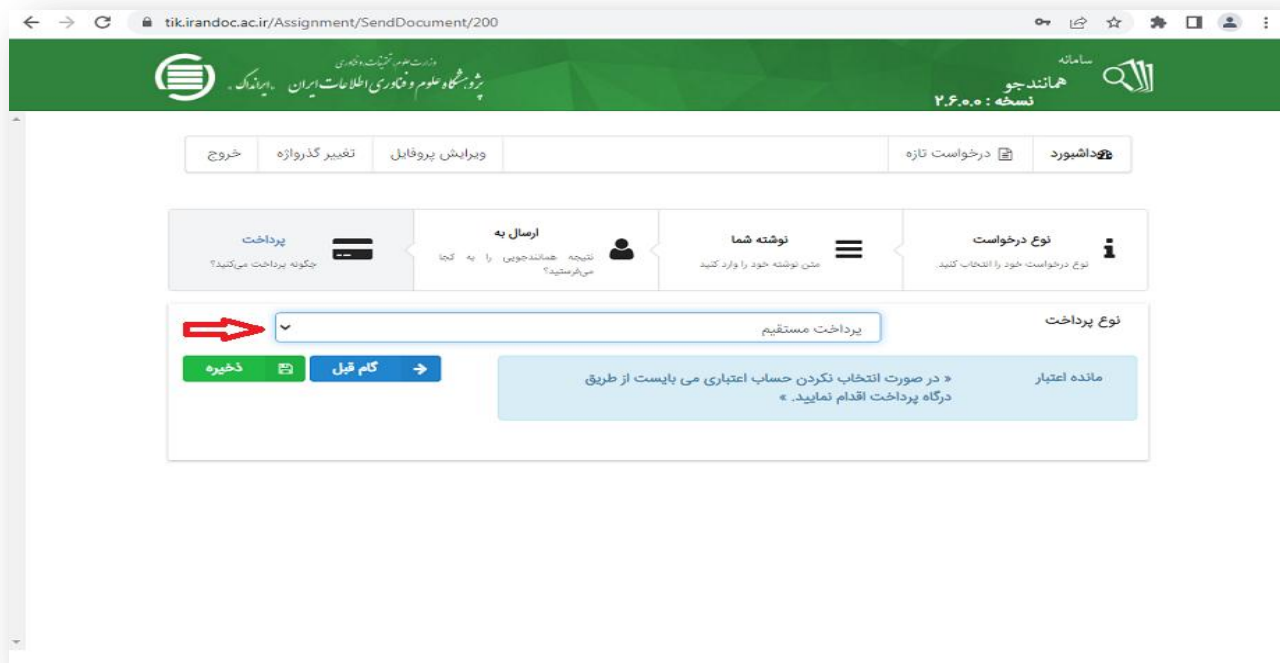 tik.irandoc.ac.ir/Assignment/SendDocument/200
سامانه
همانندجو
نسخه : ۲.۶.۰.۰
وزارت علوم، تحقیقات و فناوری
پژوهشگاه علوم و فناوری اطلاعات ایران . ایرانداک .
داشبورد
درخواست تازه
ویرایش پروفایل
تغییر گذرواژه
خروج
نوع درخواست
نوع درخواست خود را انتخاب کنید
نوشته شما
متن نوشته خود را وارد کنید
ارسال به
نتیجه همانندجویی را به کجا
می‌فرستید؟
پرداخت
چگونه پرداخت می‌کنید؟
نوع پرداخت
پرداخت مستقیم
مانده اعتبار
« در صورت انتخاب نکردن حساب اعتباری می بایست از طریق
درگاه پرداخت اقدام نمایید. »
گام قبل
ذخیره